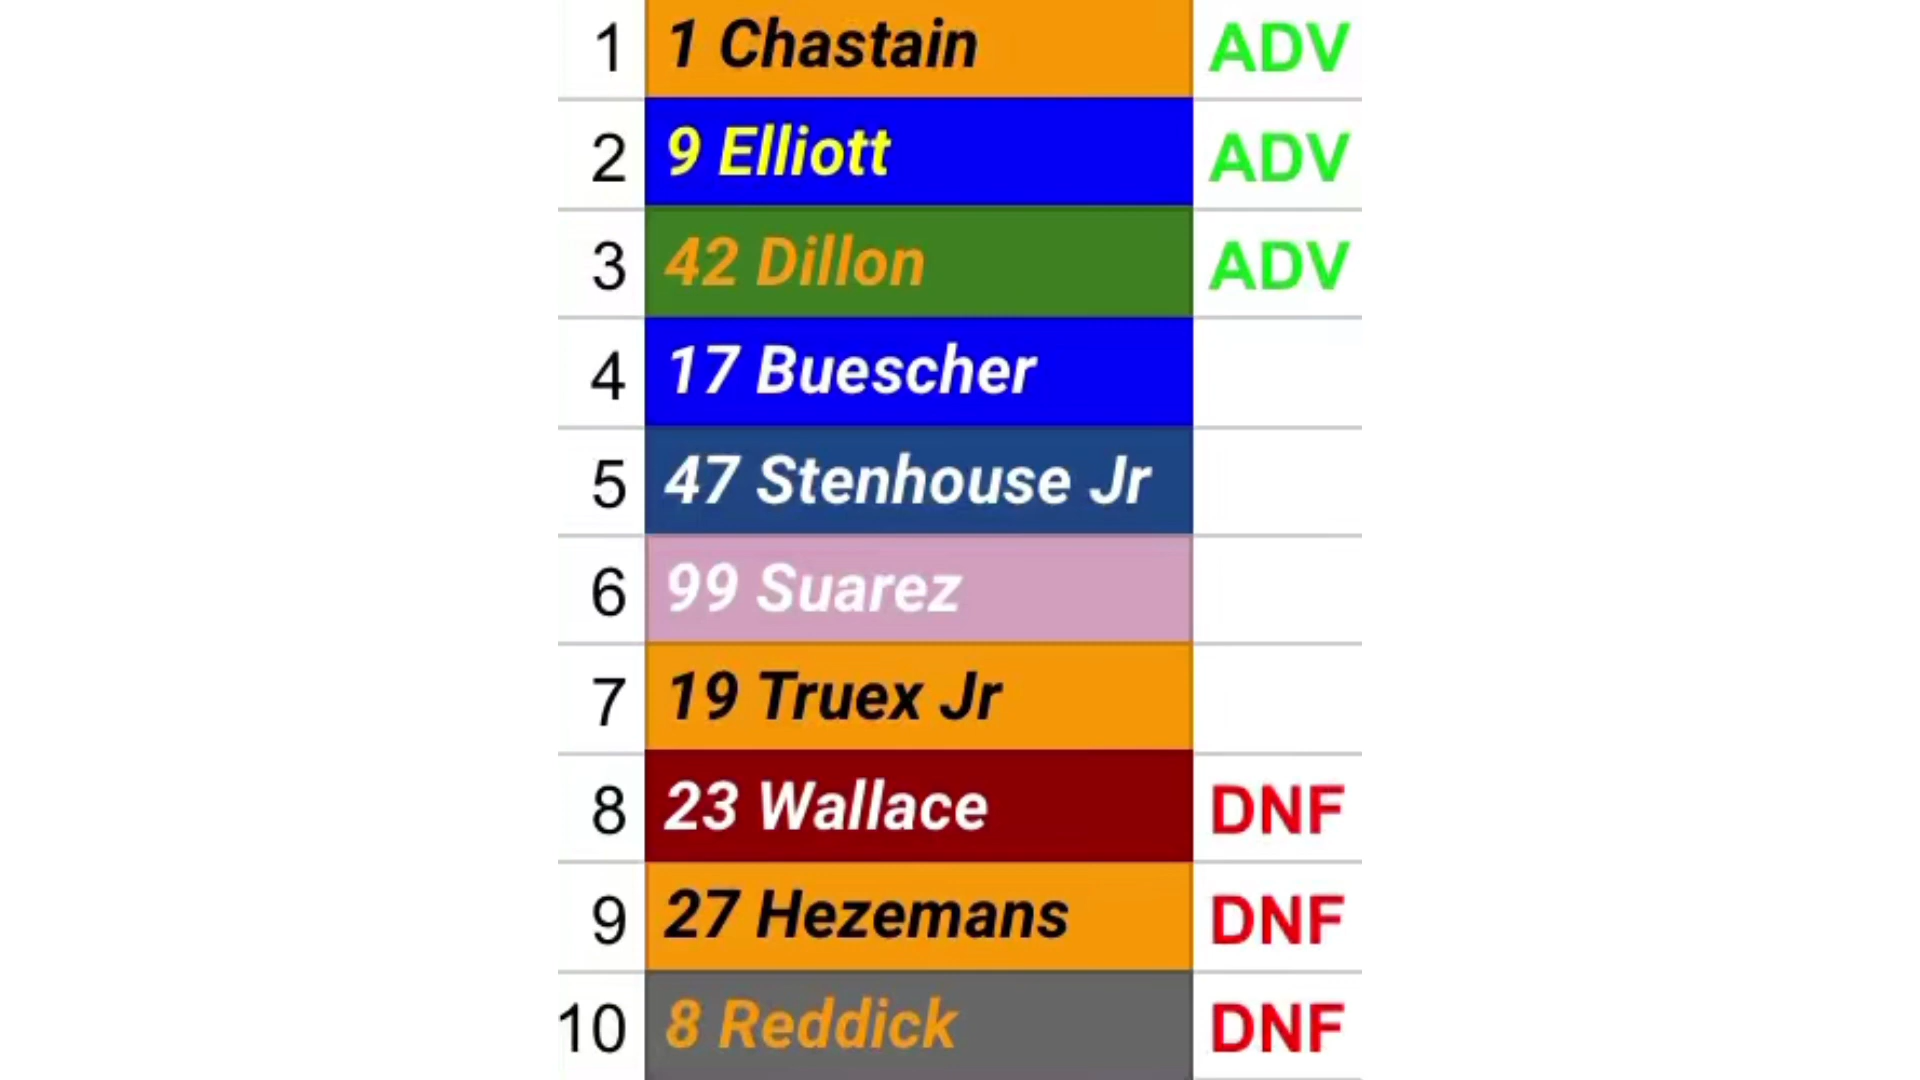 1 1 Chastain ADV
2 9 Elliott ADV
3 42 Dillon ADV
4 17 Buescher
5 47 Stenhouse Jr
6 99 Suarez
7 19 Truex Jr
8 23 Wallace DNF
9 27 Hezemans DNF
10 8 Reddick DNF